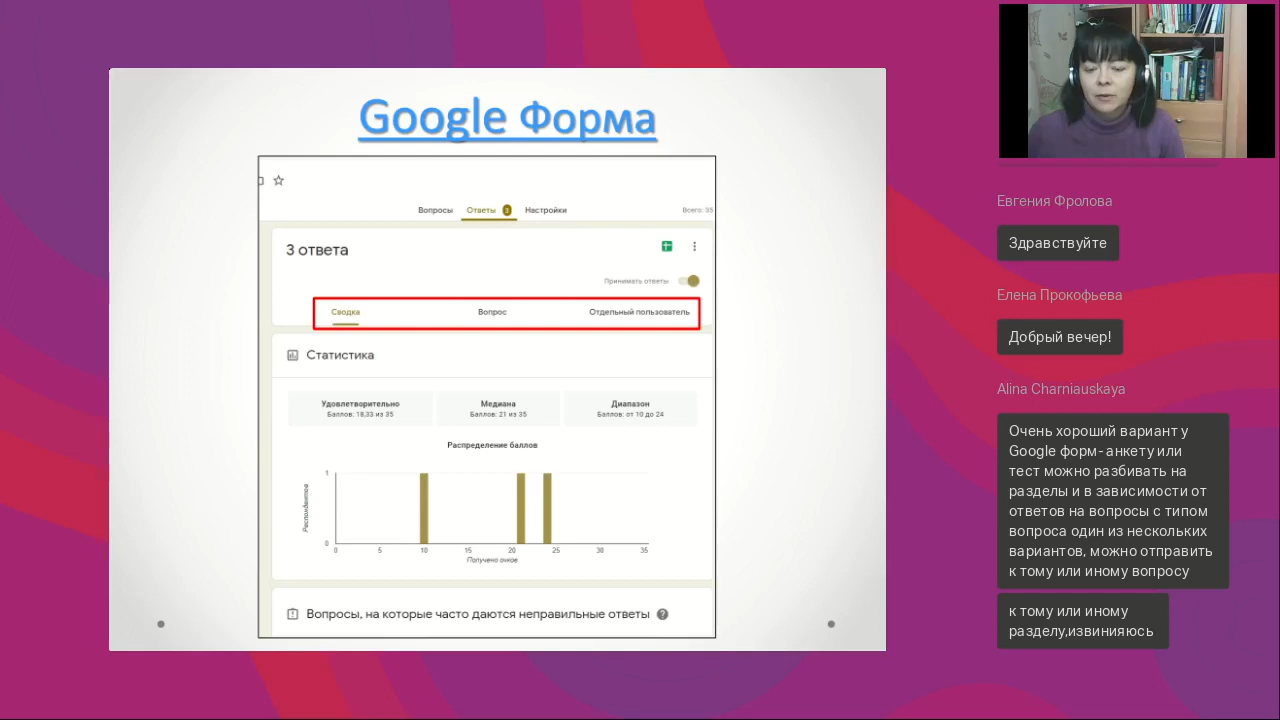 Google Форма
Вопросы Ответы 3 Настройки Всего: 35
3 ответа
Принимать ответы
Сводка Вопрос Отдельный пользователь
Статистика
Удовлетворительно Медиана Диапазон
Баллов: 18,33 из 35 Баллов: 21 из 35 Баллов: от 10 до 24
Распределение баллов
Респондентов
1
0
0 5 10 15 20 25 30 35
Получено очков
Вопросы, на которые часто даются неправильные ответы
Евгения Фролова
Здравствуйте
Елена Прокофьева
Добрый вечер!
Alina Charniauskaya
Очень хороший вариант у
Google форм- анкету или
тест можно разбивать на
разделы и в зависимости от
ответов на вопросы с типом
вопроса один из нескольких
вариантов, можно отправить
к тому или иному вопросу
к тому или иному
разделу,извинияюсь